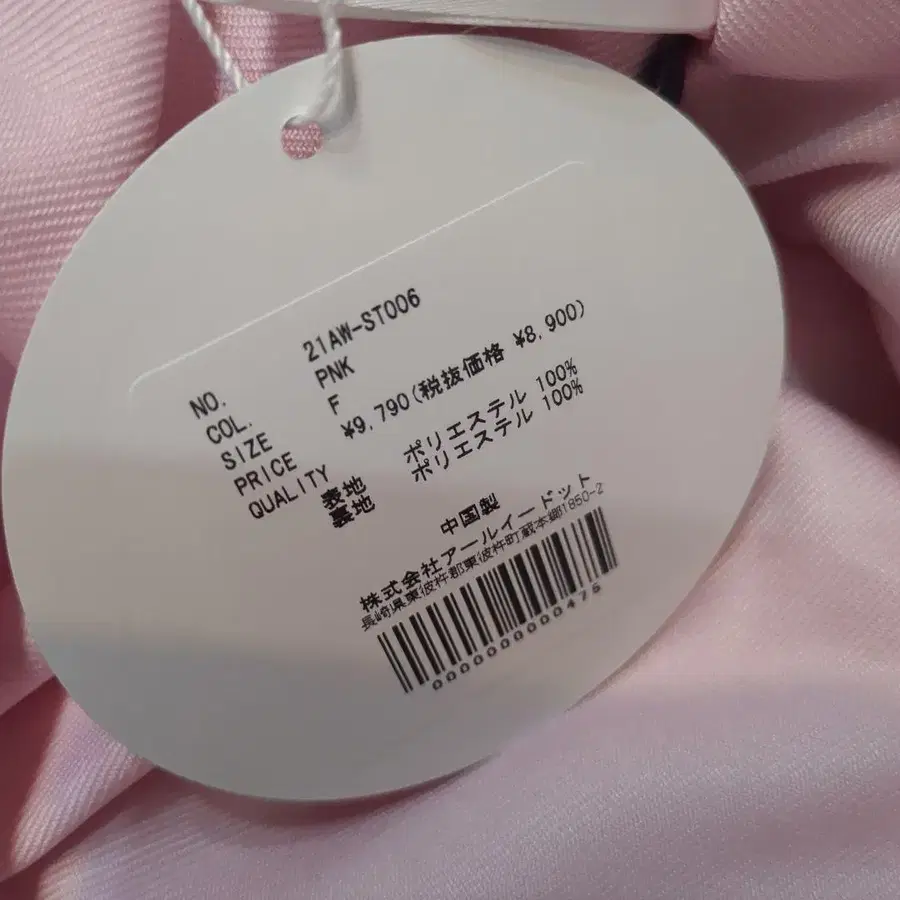 NO. 21AW-ST006
COL. PNK
SIZE F
PRICE ¥9,790(税抜価格 ¥8,900)
QUALITY
表地 ポリエステル 100%
裏地 ポリエステル 100%
中国製
株式会社アールイードット
長崎県東彼杵郡東彼杵町蔵本郷1850-2
0000000000475